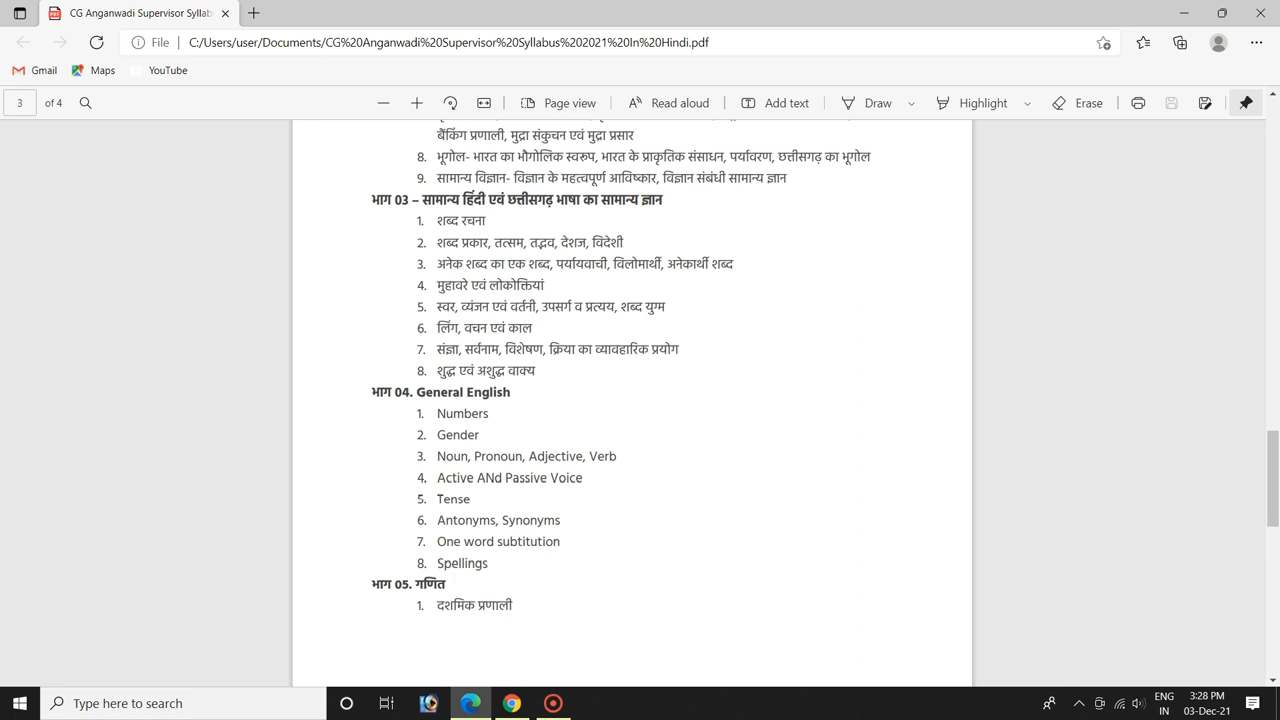 CG Anganwadi Supervisor Syllab
File C:/Users/user/Documents/CG%20Anganwadi%20Supervisor%20Syllabus%202021%20In%20Hindi.pdf
Gmail Maps YouTube
3 of 4 Page view Read aloud Add text Draw Highlight Erase
बैंकिंग प्रणाली, मुद्रा संकुचन एवं मुद्रा प्रसार
8. भूगोल- भारत का भौगोलिक स्वरूप, भारत के प्राकृतिक संसाधन, पर्यावरण, छत्तीसगढ़ का भूगोल
9. सामान्य विज्ञान- विज्ञान के महत्वपूर्ण आविष्कार, विज्ञान संबंधी सामान्य ज्ञान
भाग 03 – सामान्य हिंदी एवं छत्तीसगढ़ भाषा का सामान्य ज्ञान
1. शब्द रचना
2. शब्द प्रकार, तत्सम, तद्भव, देशज, विदेशी
3. अनेक शब्द का एक शब्द, पर्यायवाची, विलोमार्थी, अनेकार्थी शब्द
4. मुहावरे एवं लोकोक्तियां
5. स्वर, व्यंजन एवं वर्तनी, उपसर्ग व प्रत्यय, शब्द युग्म
6. लिंग, वचन एवं काल
7. संज्ञा, सर्वनाम, विशेषण, क्रिया का व्यावहारिक प्रयोग
8. शुद्ध एवं अशुद्ध वाक्य
भाग 04. General English
1. Numbers
2. Gender
3. Noun, Pronoun, Adjective, Verb
4. Active ANd Passive Voice
5. Tense
6. Antonyms, Synonyms
7. One word subtitution
8. Spellings
भाग 05. गणित
1. दशमिक प्रणाली
Type here to search
ENG 3:28 PM
IN 03-Dec-21